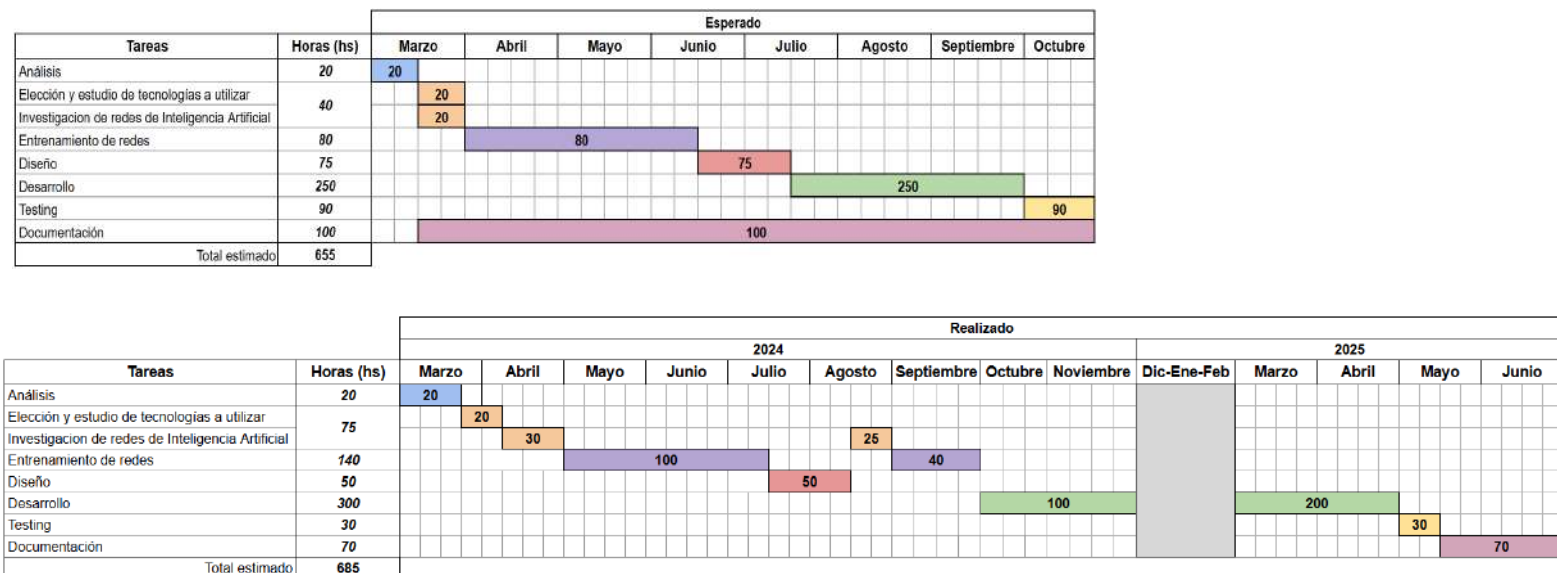 Esperado
Tareas Horas (hs) Marzo Abril Mayo Junio Julio Agosto Septiembre Octubre
Análisis 20 20
Elección y estudio de tecnologías a utilizar 40 20
Investigacion de redes de Inteligencia Artificial 20
Entrenamiento de redes 80 80
Diseño 75 75
Desarrollo 250 250
Testing 90 90
Documentación 100 100
Total estimado 655
Realizado
2024 2025
Tareas Horas (hs) Marzo Abril Mayo Junio Julio Agosto Septiembre Octubre Noviembre Dic-Ene-Feb Marzo Abril Mayo Junio
Análisis 20 20
Elección y estudio de tecnologías a utilizar 75 20
Investigacion de redes de Inteligencia Artificial 30 25
Entrenamiento de redes 140 100 40
Diseño 50 50
Desarrollo 300 100 200
Testing 30 30
Documentación 70 70
Total estimado 685